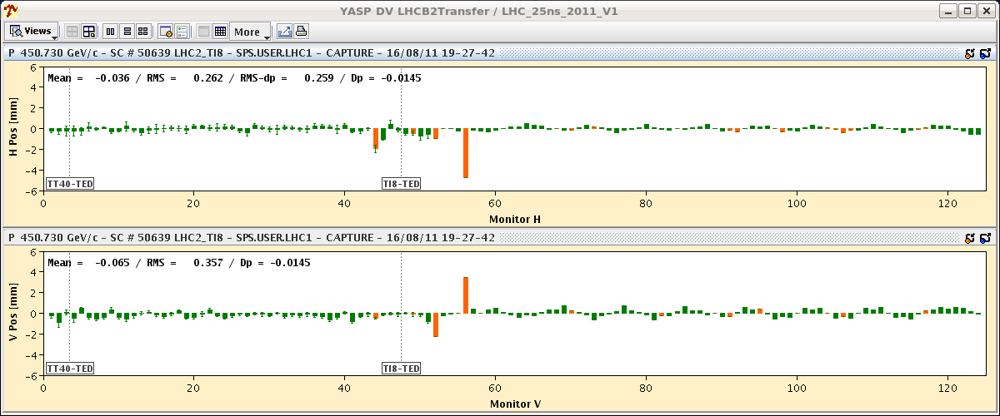 YASP DV LHCB2Transfer / LHC_25ns_2011_V1
Views More
P 450.730 GeV/c - SC # 50639 LHC2_TI8 - SPS.USER.LHC1 - CAPTURE - 16/08/11 19-27-42
Mean = -0.036 / RMS = 0.262 / RMS-dp = 0.259 / Dp = -0.0145
H Pos [mm]
6
4
2
0
-2
-4
-6
TT40-TED TI8-TED
0 20 40 60 80 100 120
Monitor H
P 450.730 GeV/c - SC # 50639 LHC2_TI8 - SPS.USER.LHC1 - CAPTURE - 16/08/11 19-27-42
Mean = -0.065 / RMS = 0.357 / Dp = -0.0145
V Pos [mm]
6
4
2
0
-2
-4
-6
TT40-TED TI8-TED
0 20 40 60 80 100 120
Monitor V